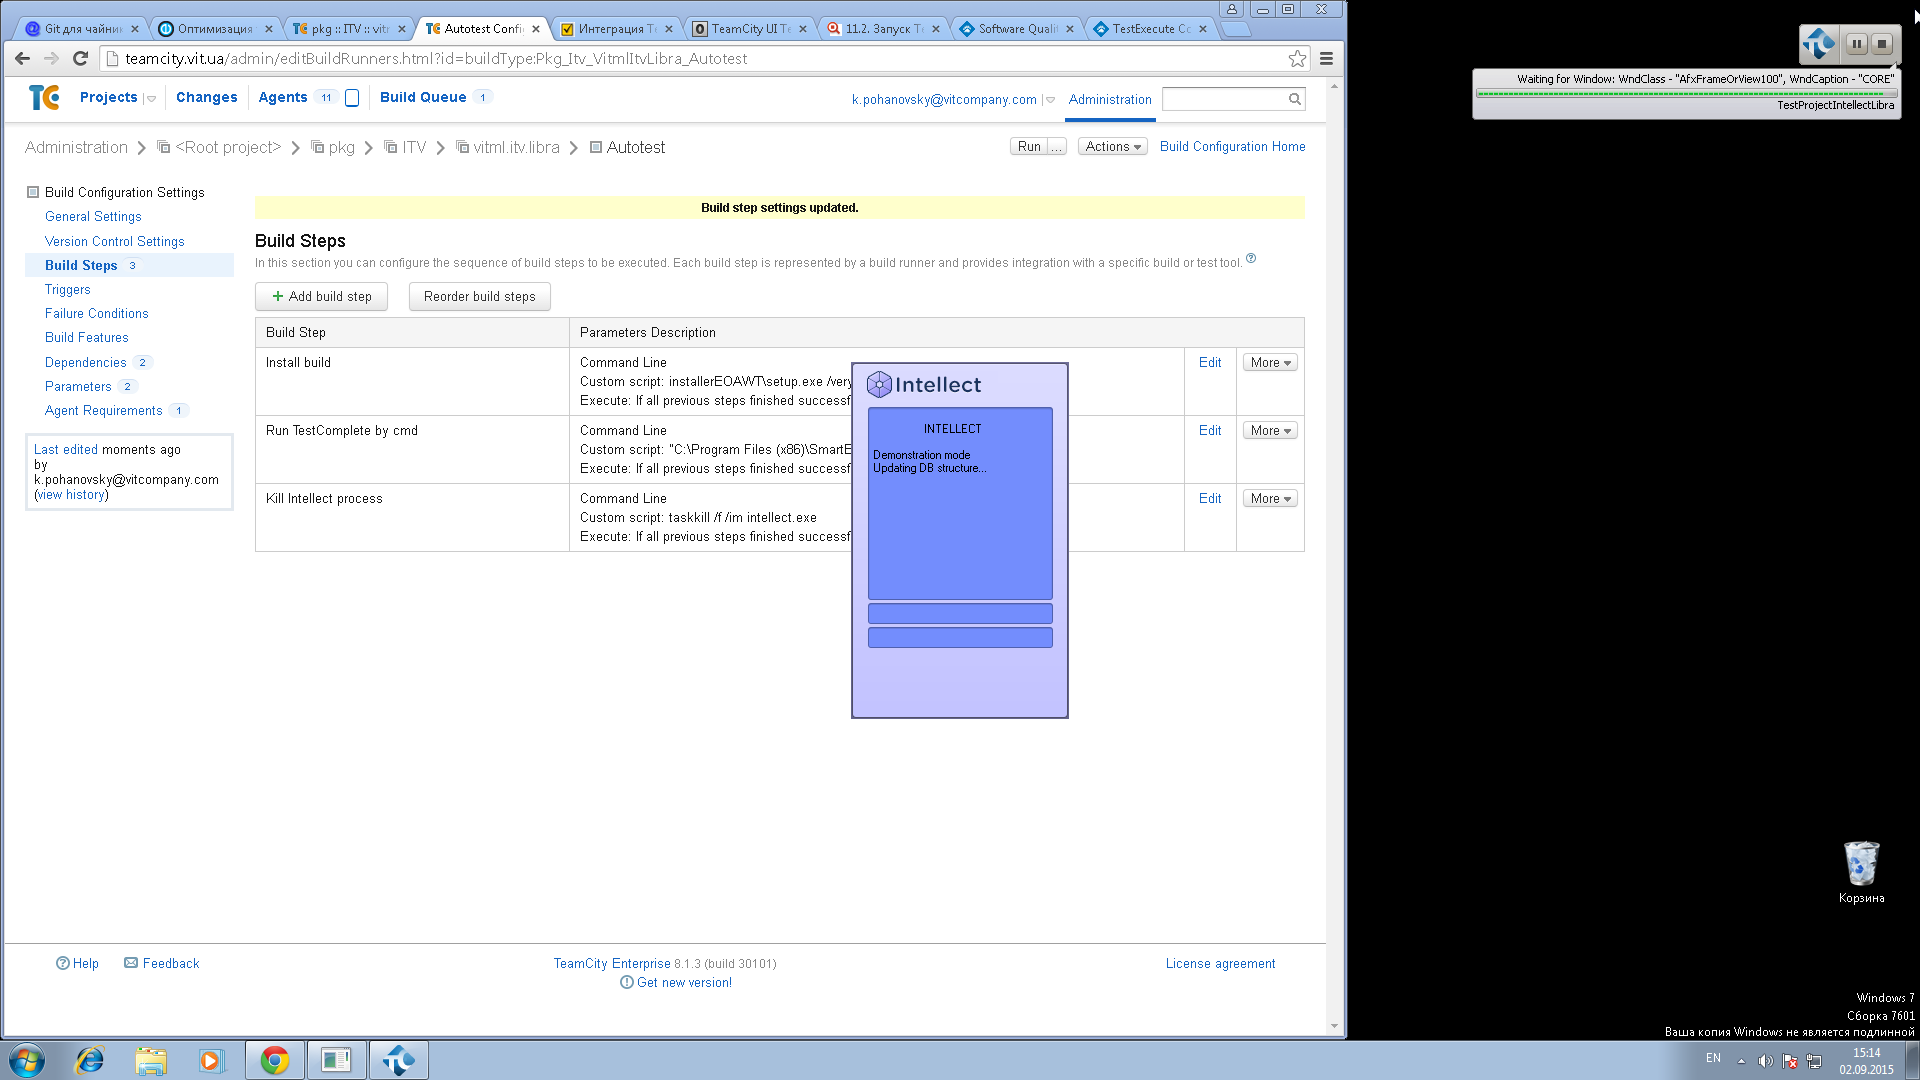 Git для чайник
Оптимизация
pkg :: ITV :: vitr
Autotest Confi
Интеграция Te
TeamCity UI Te
11.2. Запуск Т
Software Quali
TestExecute Co
teamcity.vit.ua/admin/editBuildRunners.html?id=buildType:Pkg_Itv_VitmlItvLibra_Autotest
Projects
Changes
Agents 11
Build Queue 1
k.pohanovsky@vitcompany.com
Administration
Administration
<Root project>
pkg
ITV
vitml.itv.libra
Autotest
Run ...
Actions
Build Configuration Home
Build Configuration Settings
General Settings
Version Control Settings
Build Steps 3
Triggers
Failure Conditions
Build Features
Dependencies 2
Parameters 2
Agent Requirements 1
Last edited moments ago
by
k.pohanovsky@vitcompany.com
(view history)
Build step settings updated.
Build Steps
In this section you can configure the sequence of build steps to be executed. Each build step is represented by a build runner and provides integration with a specific build or test tool.
+ Add build step
Reorder build steps
Build Step
Parameters Description
Install build
Command Line
Custom script: installerEOAWT\setup.exe /very
Execute: If all previous steps finished successf
Edit
More
Run TestComplete by cmd
Command Line
Custom script: "C:\Program Files (x86)\SmartE
Execute: If all previous steps finished successf
Edit
More
Kill Intellect process
Command Line
Custom script: taskkill /f /im intellect.exe
Execute: If all previous steps finished successf
Edit
More
Intellect
INTELLECT
Demonstration mode
Updating DB structure...
Help
Feedback
TeamCity Enterprise 8.1.3 (build 30101)
Get new version!
License agreement
Waiting for Window: WndClass - "AfxFrameOrView100", WndCaption - "CORE"
TestProjectIntellectLibra
Корзина
Windows 7
Сборка 7601
Ваша копия Windows не является подлинной
EN
15:14
02.09.2015